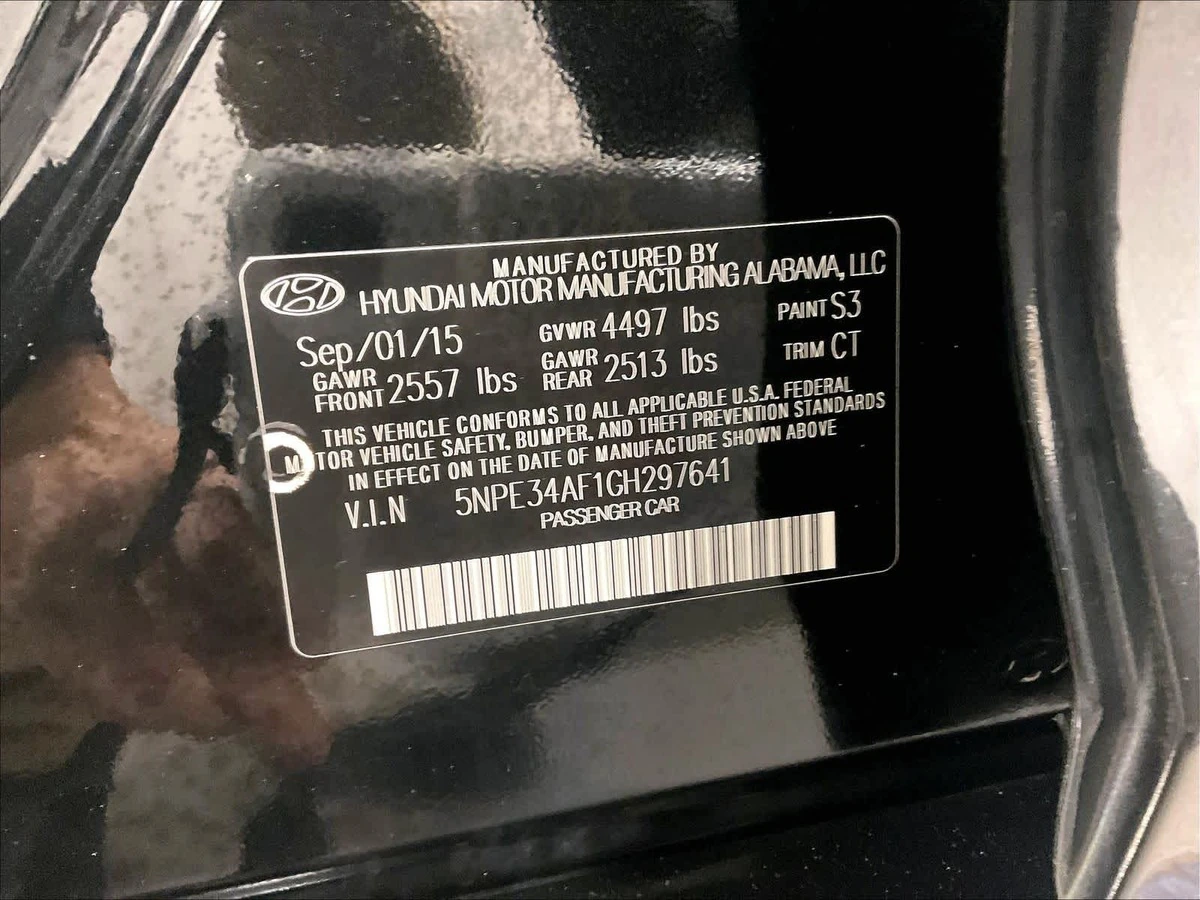 MANUFACTURED BY
HYUNDAI MOTOR MANUFACTURING ALABAMA, LLC
Sep/01/15 GVWR 4497 lbs PAINT S3
GAWR FRONT 2557 lbs GAWR REAR 2513 lbs TRIM CT
THIS VEHICLE CONFORMS TO ALL APPLICABLE U.S.A. FEDERAL
MOTOR VEHICLE SAFETY, BUMPER, AND THEFT PREVENTION STANDARDS
IN EFFECT ON THE DATE OF MANUFACTURE SHOWN ABOVE
V.I.N 5NPE34AF1GH297641
PASSENGER CAR